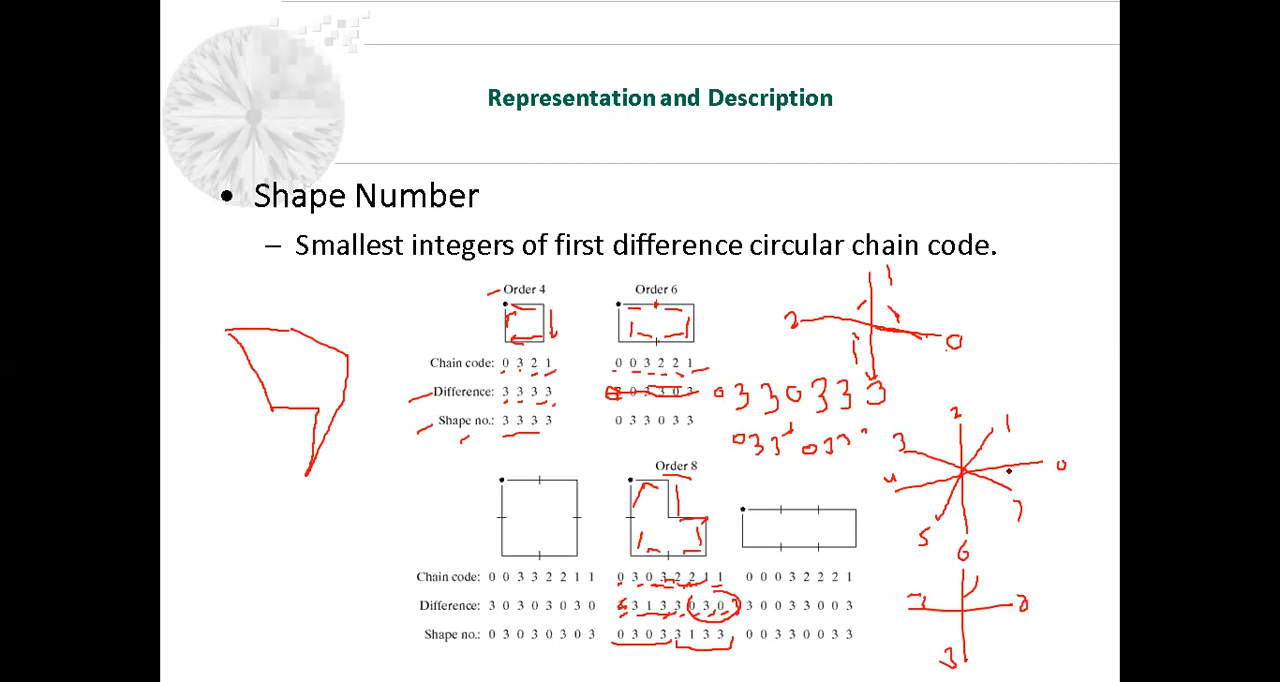 Representation and Description
• Shape Number
– Smallest integers of first difference circular chain code.
Order 4
Order 6
Chain code: 0 3 2 1
0 0 3 2 2 1
Difference: 3 3 3 3
0 3 3 0 3 3 3
Shape no.: 3 3 3 3
0 3 3 0 3 3
0 3 3 0 3 3
1
2
0
Order 8
Chain code: 0 0 3 3 2 2 1 1
0 3 0 3 2 2 1 1
0 0 0 3 2 2 2 1
Difference: 3 0 3 0 3 0 3 0
3 1 3 3 0 3 0
3 0 0 3 3 0 0 3
Shape no.: 0 3 0 3 0 3 0 3
0 3 0 3 3 1 3 3
0 0 3 3 0 0 3 3
2
1
3
0
4
7
5
6
0
3